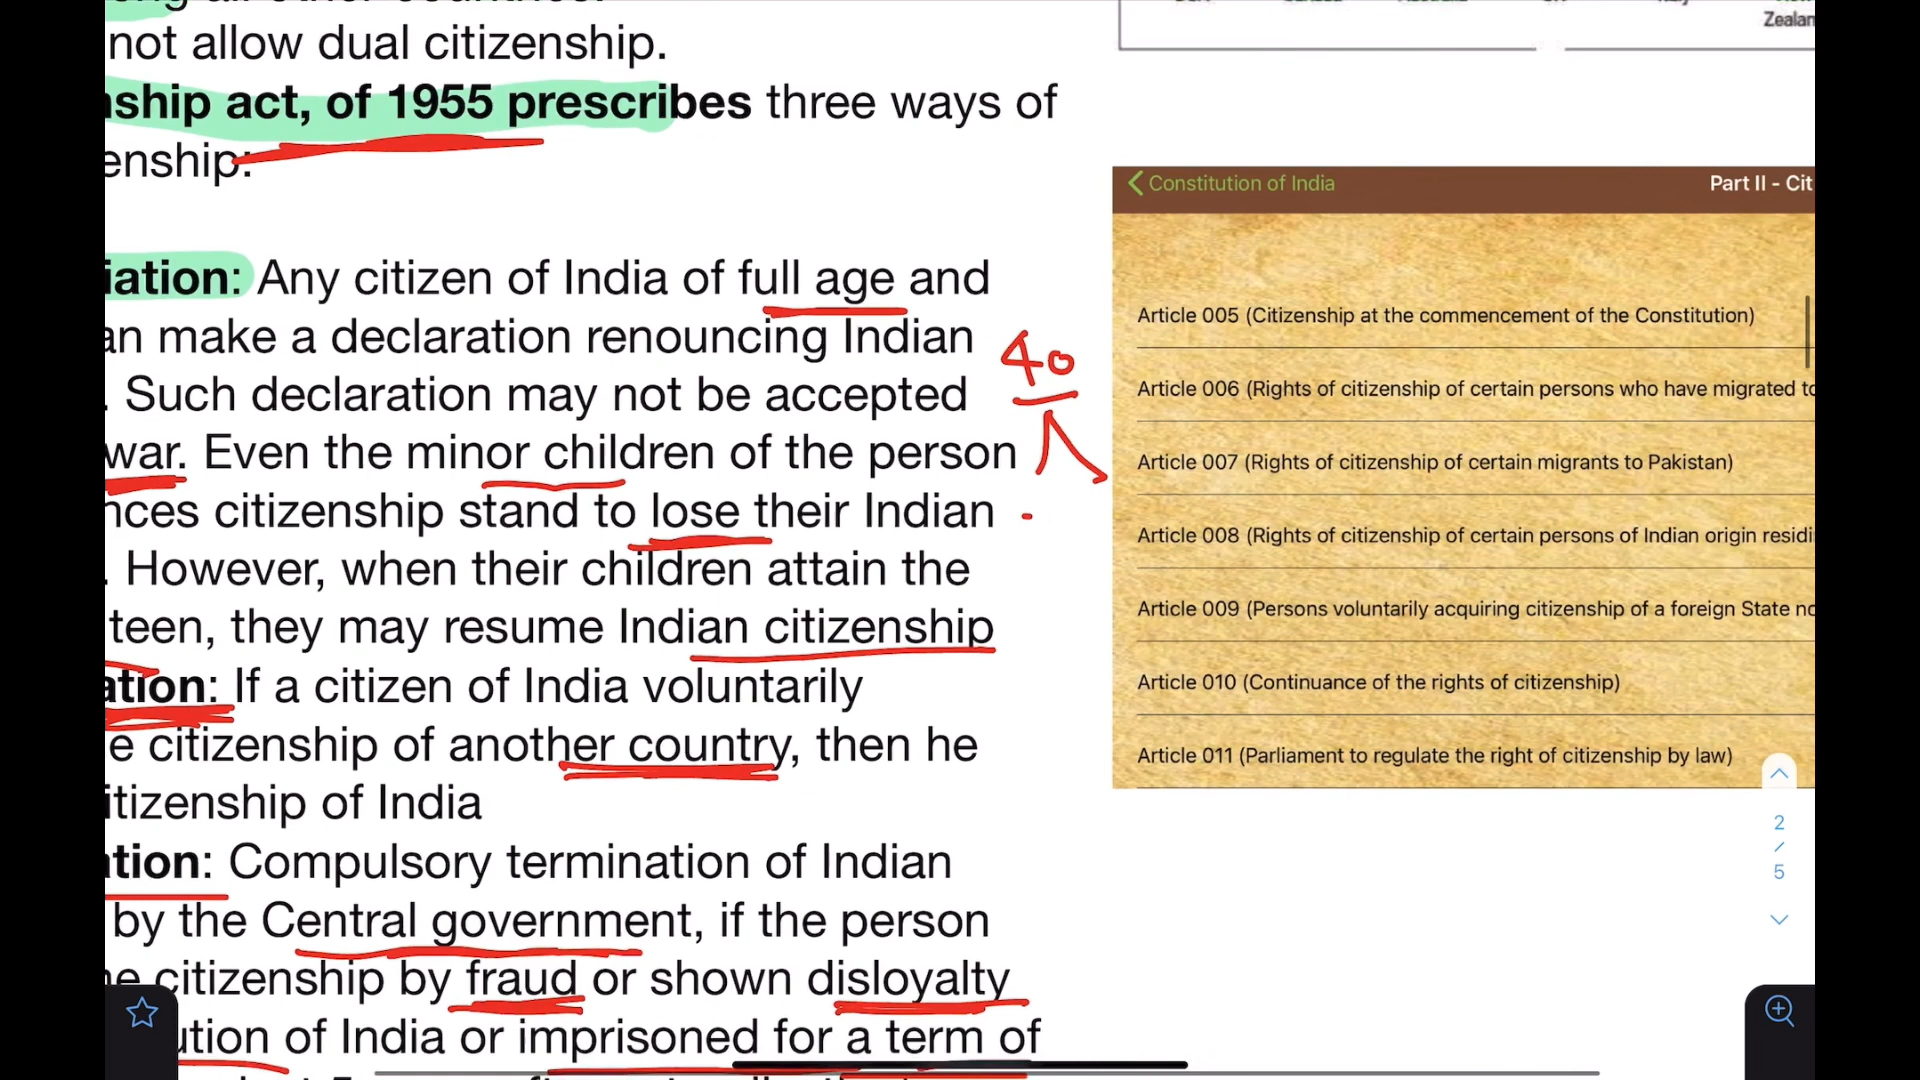 not allow dual citizenship.
act, of 1955 prescribes three ways of
Any citizen of India of full age and
make a declaration renouncing Indian
. Such declaration may not be accepted
war. Even the minor children of the person
citizenship stand to lose their Indian
. However, when their children attain the
teen, they may resume Indian citizenship
If a citizen of India voluntarily
citizenship of another country, then he
of India
Compulsory termination of Indian
by the Central government, if the person
citizenship by fraud or shown disloyalty
of India or imprisoned for a term of
40
Zealan
Constitution of India
Part II - Cit
Article 005 (Citizenship at the commencement of the Constitution)
Article 006 (Rights of citizenship of certain persons who have migrated to
Article 007 (Rights of citizenship of certain migrants to Pakistan)
Article 008 (Rights of citizenship of certain persons of Indian origin residi
Article 009 (Persons voluntarily acquiring citizenship of a foreign State no
Article 010 (Continuance of the rights of citizenship)
Article 011 (Parliament to regulate the right of citizenship by law)
2
/
5